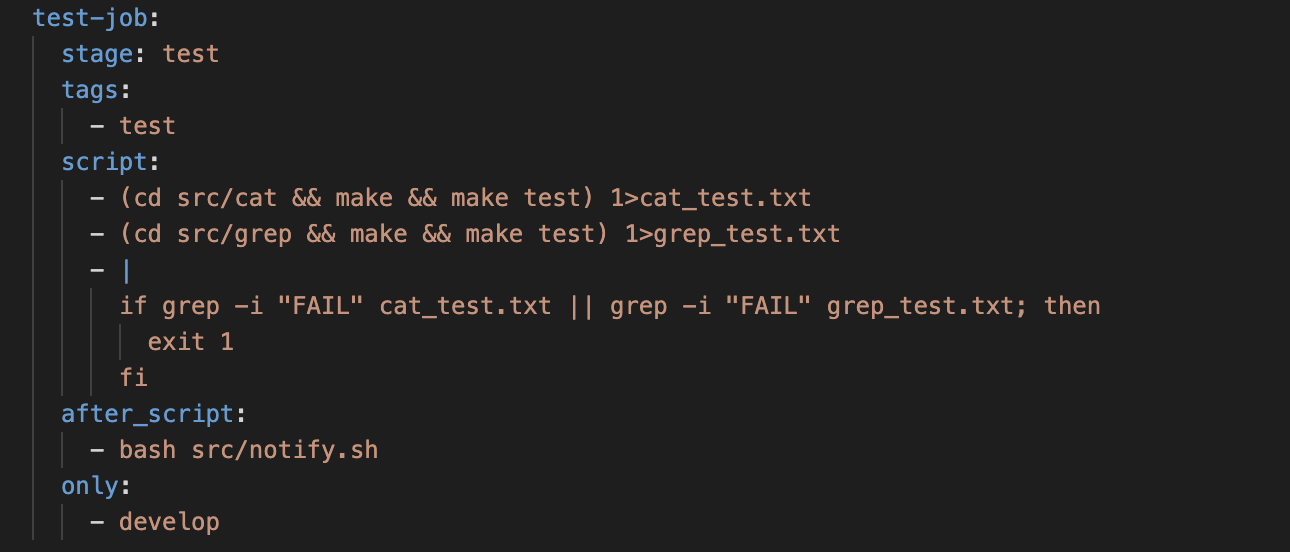 test-job:
stage: test
tags:
- test
script:
- (cd src/cat && make && make test) 1>cat_test.txt
- (cd src/grep && make && make test) 1>grep_test.txt
- |
if grep -i "FAIL" cat_test.txt || grep -i "FAIL" grep_test.txt; then
exit 1
fi
after_script:
- bash src/notify.sh
only:
- develop